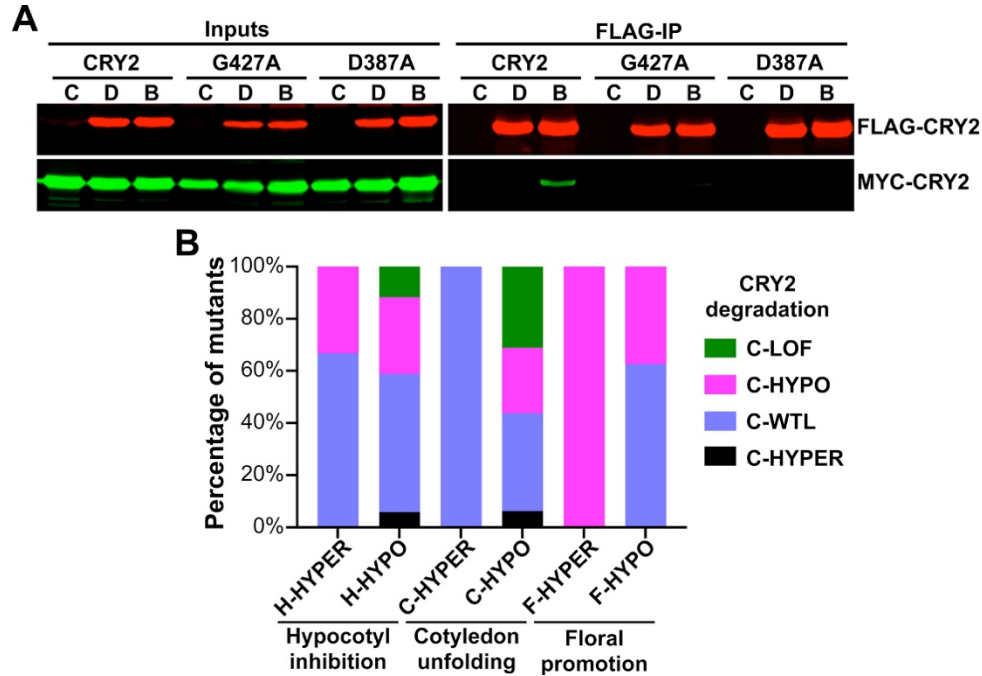 A
Inputs
FLAG-IP
CRY2 G427A D387A CRY2 G427A D387A
C D B C D B C D B C D B C D B C D B
FLAG-CRY2
MYC-CRY2
B
Percentage of mutants
100%
80%
60%
40%
20%
0%
CRY2
degradation
C-LOF
C-HYPO
C-WTL
C-HYPER
H-HYPER
H-HYPO
C-HYPER
C-HYPO
F-HYPER
F-HYPO
Hypocotyl
inhibition
Cotyledon
unfolding
Floral
promotion